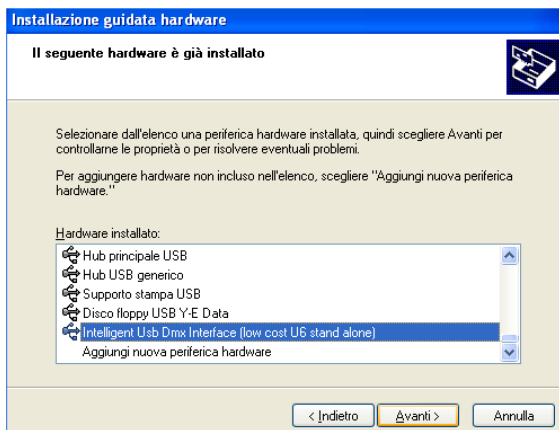 Installazione guidata hardware
Il seguente hardware è già installato
Selezionare dall'elenco una periferica hardware installata, quindi scegliere Avanti per
controllarne le proprietà o per risolvere eventuali problemi.
Per aggiungere hardware non incluso nell'elenco, scegliere "Aggiungi nuova periferica
hardware."
Hardware installato:
Hub principale USB
Hub USB generico
Supporto stampa USB
Disco floppy USB Y-E Data
Intelligent Usb Dmx Interface (low cost U6 stand alone)
Aggiungi nuova periferica hardware
< Indietro Avanti > Annulla